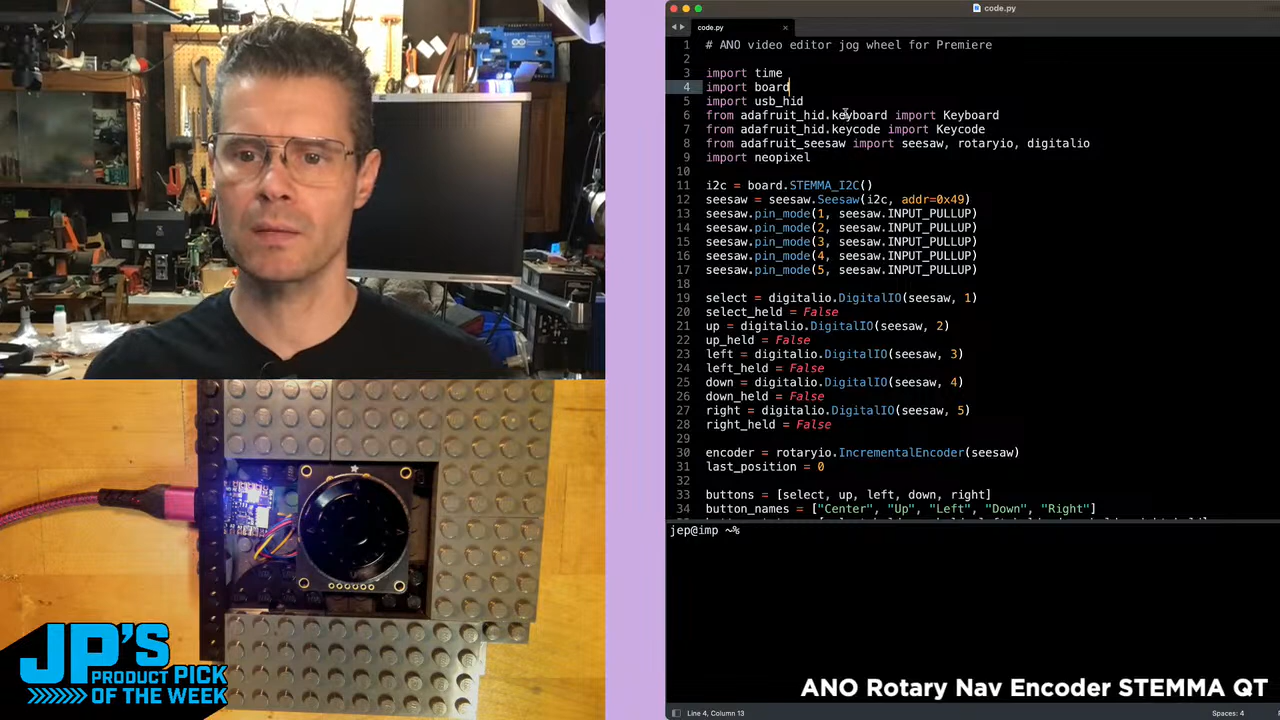 code.py
code.py
1 # ANO video editor jog wheel for Premiere
2
3 import time
4 import board
5 import usb_hid
6 from adafruit_hid.keyboard import Keyboard
7 from adafruit_hid.keycode import Keycode
8 from adafruit_seesaw import seesaw, rotaryio, digitalio
9 import neopixel
10
11 i2c = board.STEMMA_I2C()
12 seesaw = seesaw.Seesaw(i2c, addr=0x49)
13 seesaw.pin_mode(1, seesaw.INPUT_PULLUP)
14 seesaw.pin_mode(2, seesaw.INPUT_PULLUP)
15 seesaw.pin_mode(3, seesaw.INPUT_PULLUP)
16 seesaw.pin_mode(4, seesaw.INPUT_PULLUP)
17 seesaw.pin_mode(5, seesaw.INPUT_PULLUP)
18
19 select = digitalio.DigitalIO(seesaw, 1)
20 select_held = False
21 up = digitalio.DigitalIO(seesaw, 2)
22 up_held = False
23 left = digitalio.DigitalIO(seesaw, 3)
24 left_held = False
25 down = digitalio.DigitalIO(seesaw, 4)
26 down_held = False
27 right = digitalio.DigitalIO(seesaw, 5)
28 right_held = False
29
30 encoder = rotaryio.IncrementalEncoder(seesaw)
31 last_position = 0
32
33 buttons = [select, up, left, down, right]
34 button_names = ["Center", "Up", "Left", "Down", "Right"]
jep@imp ~%
JP'S
PRODUCT PICK
OF THE WEEK
ANO Rotary Nav Encoder STEMMA QT
Line 4, Column 13
Spaces: 4